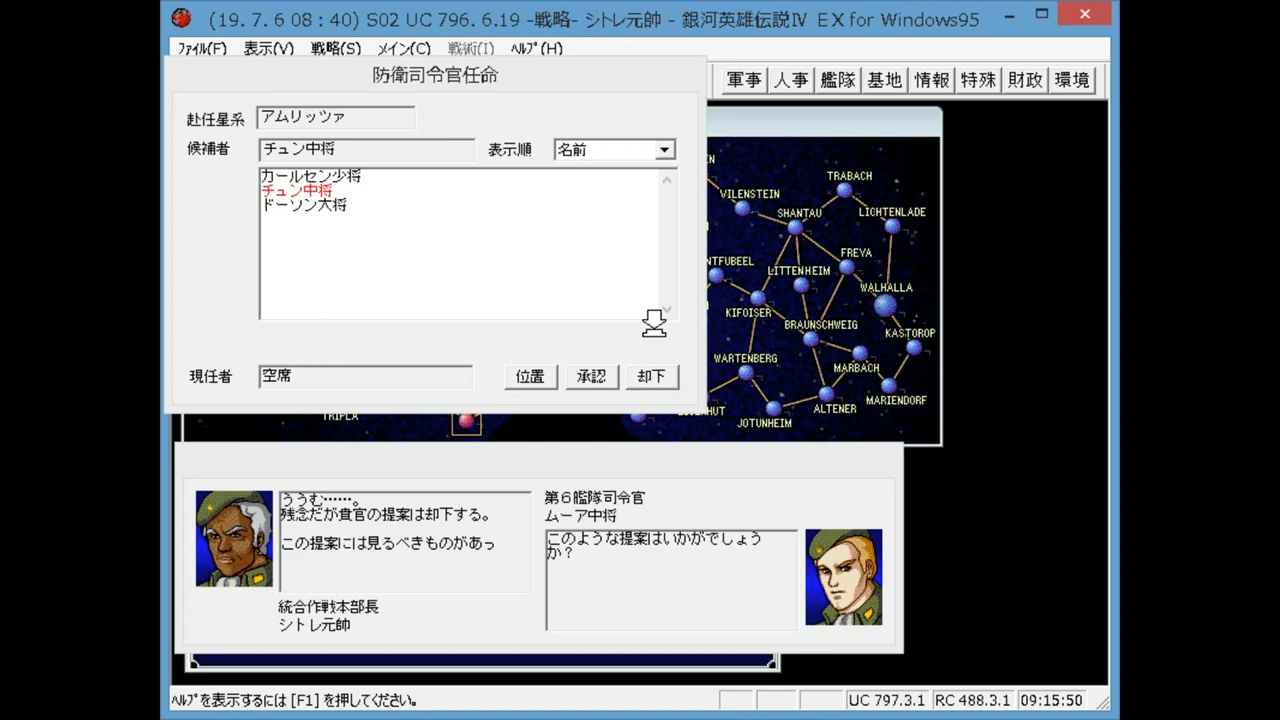 (19. 7. 6 08：40) S02 UC 796. 6.19 -戦略- シトレ元帥 - 銀河英雄伝説Ⅳ EX for Windows95
ﾌｧｲﾙ(F) 表示(V) 戦略(S) ﾒｲﾝ(C) 戦術(I) ﾍﾙﾌﾟ(H)
防衛司令官任命
軍事 人事 艦隊 基地 情報 特殊 財政 環境
赴任星系 アムリッツァ
候補者 チュン中将 表示順 名前
カールセン少将
チュン中将
ドーソン大将
現任者 空席 位置 承認 却下
TRABACH
VILENSTEIN
SHANTAU
LICHTENLADE
FREYA
NTFUBEEL
LITTENHEIM
WALHALLA
KIFOISER
BRAUNSCHWEIG
KASTOROP
WARTENBERG
MARBACH
MARIENDORF
ALTENER
JOTUNHEIM
TRIPLA
ううむ……。
残念だが貴官の提案は却下する。
この提案には見るべきものがあっ
統合作戦本部長
シトレ元帥
第６艦隊司令官
ムーア中将
このような提案はいかがでしょう
か？
ﾍﾙﾌﾟを表示するには [F1] を押してください。
UC 797.3.1 RC 488.3.1 09:15:50